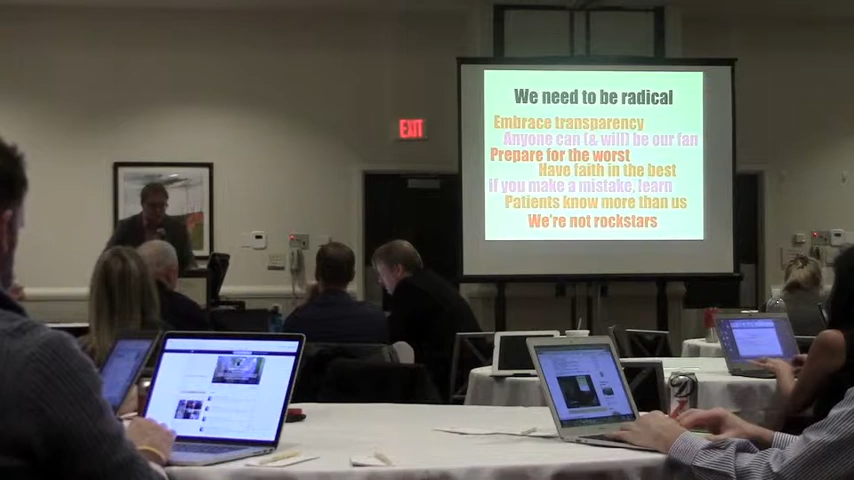 We need to be radical
Embrace transparency
Anyone can (& will) be our fan
Prepare for the worst
Have faith in the best
If you make a mistake, learn
Patients know more than us
We're not rockstars
EXIT